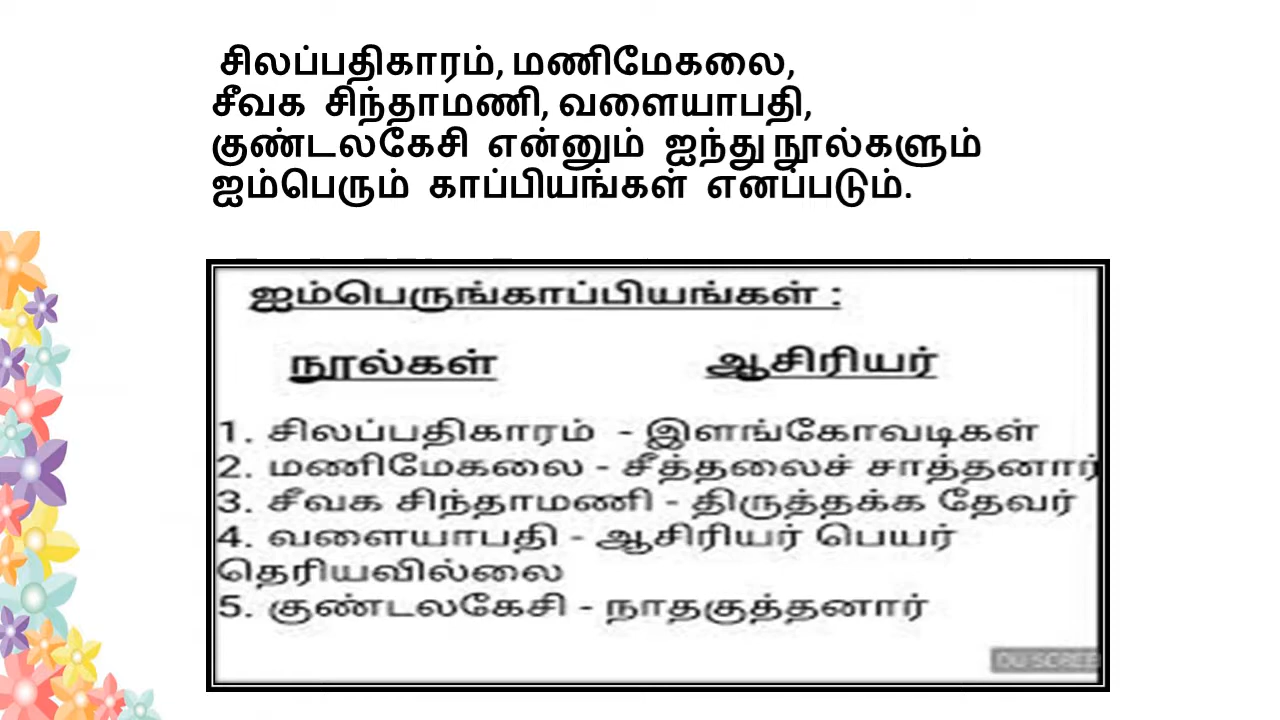 சிலப்பதிகாரம், மணிமேகலை,
சீவக சிந்தாமணி, வளையாபதி,
குண்டலகேசி என்னும் ஐந்து நூல்களும்
ஐம்பெரும் காப்பியங்கள் எனப்படும்.
ஐம்பெருங்காப்பியங்கள் :
நூல்கள் ஆசிரியர்
1. சிலப்பதிகாரம் - இளங்கோவடிகள்
2. மணிமேகலை - சீத்தலைச் சாத்தனார்
3. சீவக சிந்தாமணி - திருத்தக்க தேவர்
4. வளையாபதி - ஆசிரியர் பெயர்
தெரியவில்லை
5. குண்டலகேசி - நாதகுத்தனார்
DU SCREE